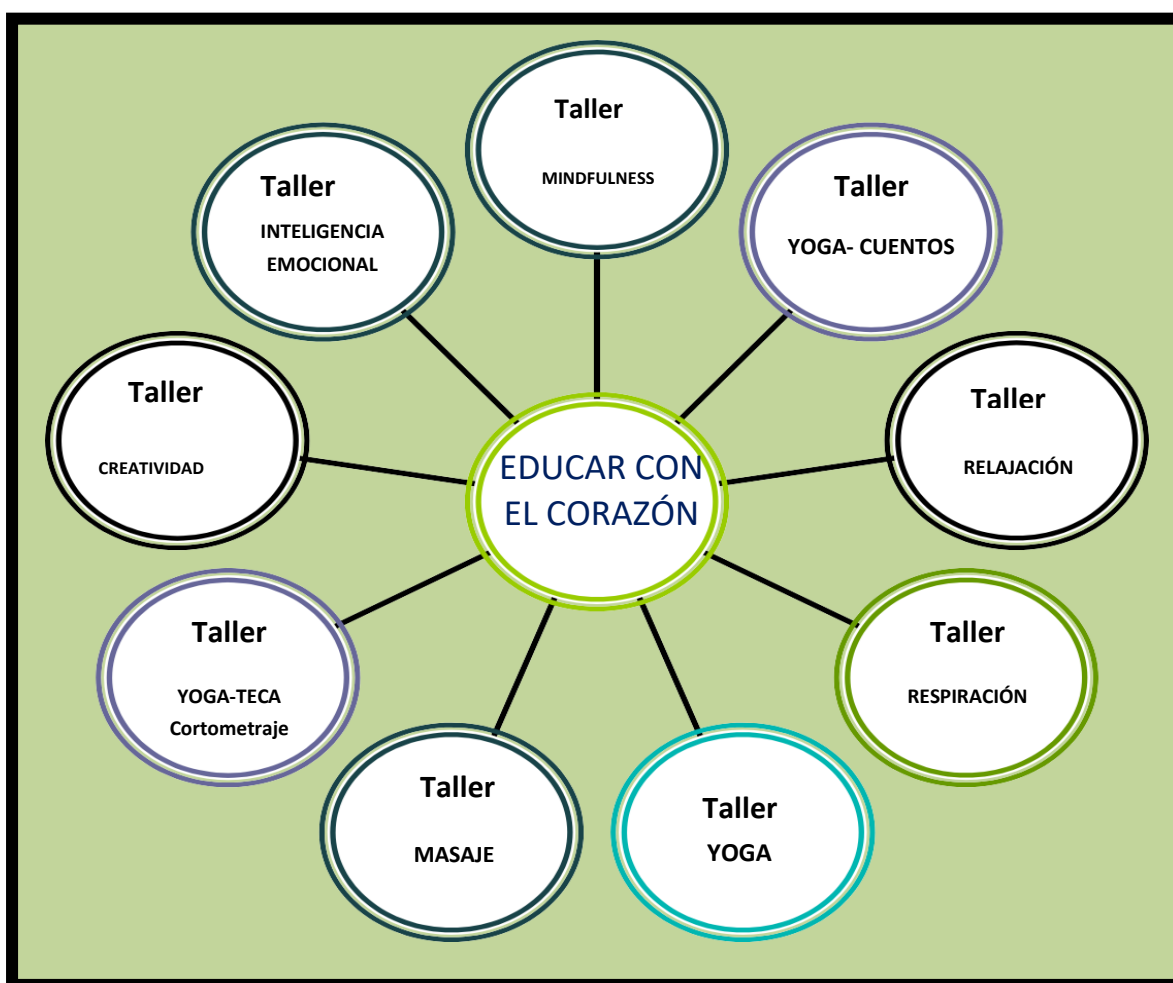 Taller
MINDFULNESS
Taller
YOGA- CUENTOS
Taller
RELAJACIÓN
Taller
RESPIRACIÓN
Taller
YOGA
Taller
MASAJE
Taller
YOGA-TECA
Cortometraje
Taller
CREATIVIDAD
Taller
INTELIGENCIA
EMOCIONAL
EDUCAR CON
EL CORAZÓN